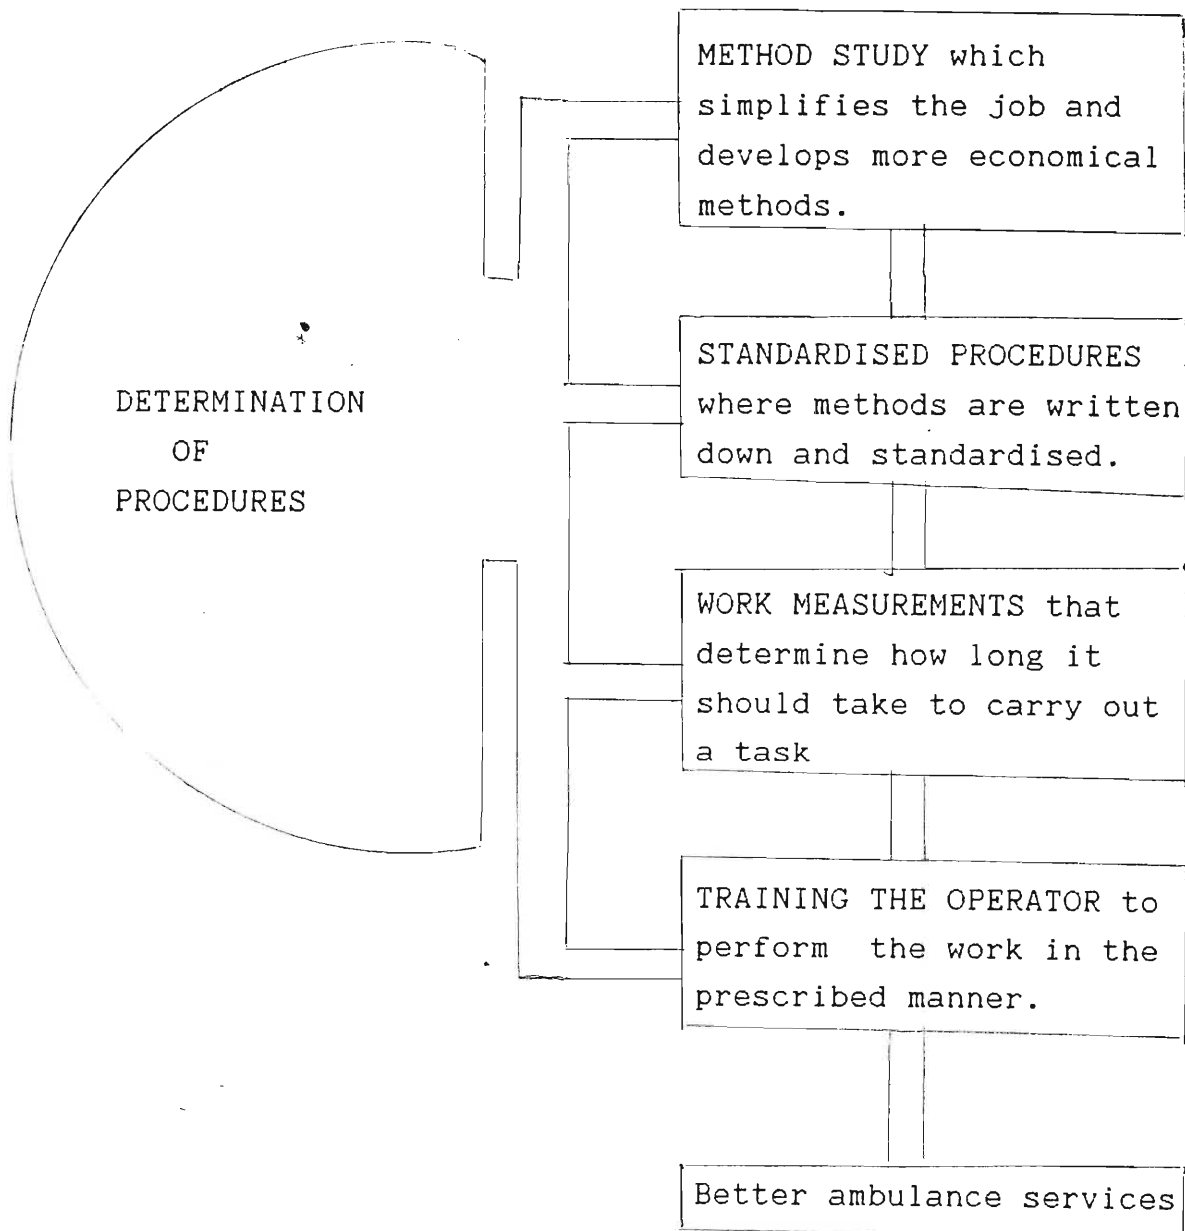 DETERMINATION
OF
PROCEDURES
METHOD STUDY which
simplifies the job and
develops more economical
methods.
STANDARDISED PROCEDURES
where methods are written
down and standardised.
WORK MEASUREMENTS that
determine how long it
should take to carry out
a task
TRAINING THE OPERATOR to
perform the work in the
prescribed manner.
Better ambulance services